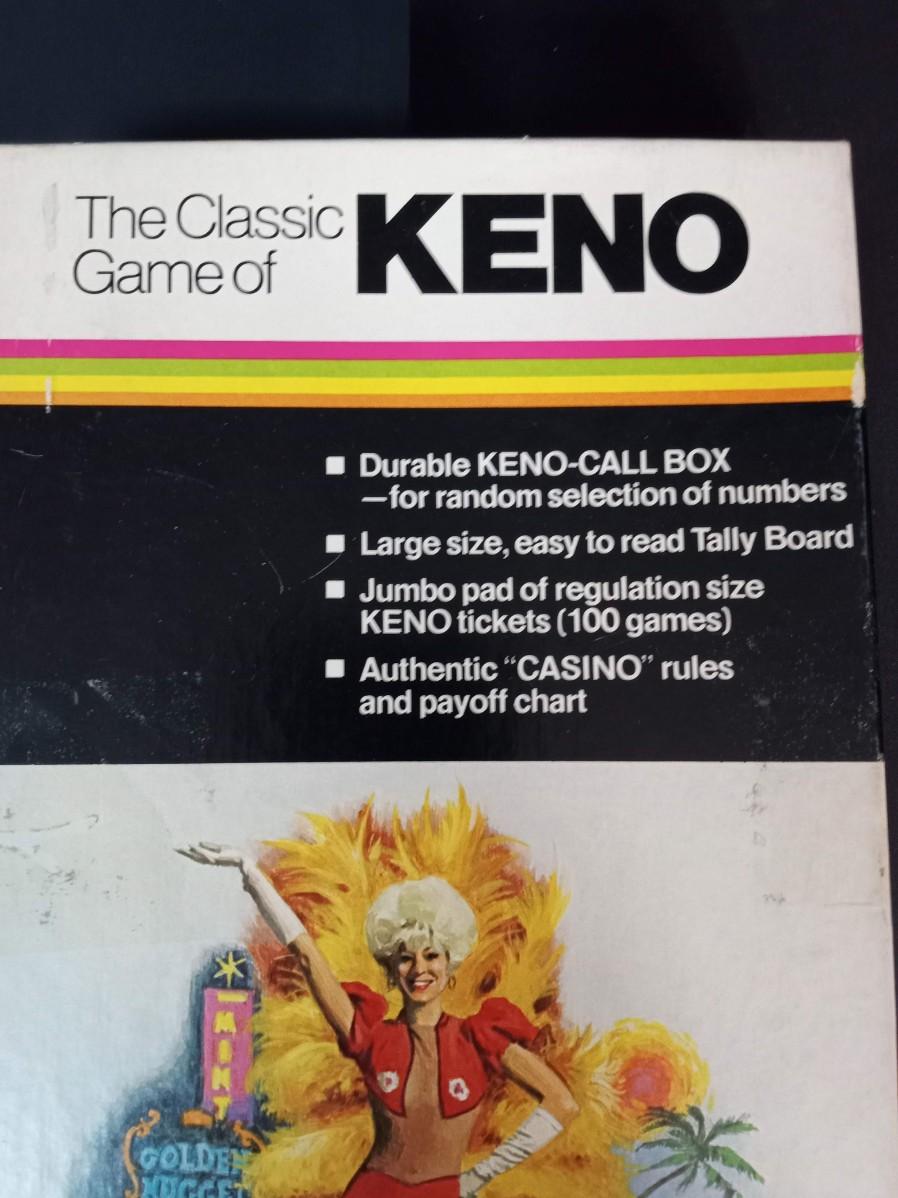 The Classic KENO
Game of
■ Durable KENO-CALL BOX
—for random selection of numbers
■ Large size, easy to read Tally Board
■ Jumbo pad of regulation size
KENO tickets (100 games)
■ Authentic “CASINO” rules
and payoff chart
MINT
GOLDEN
NUGGET